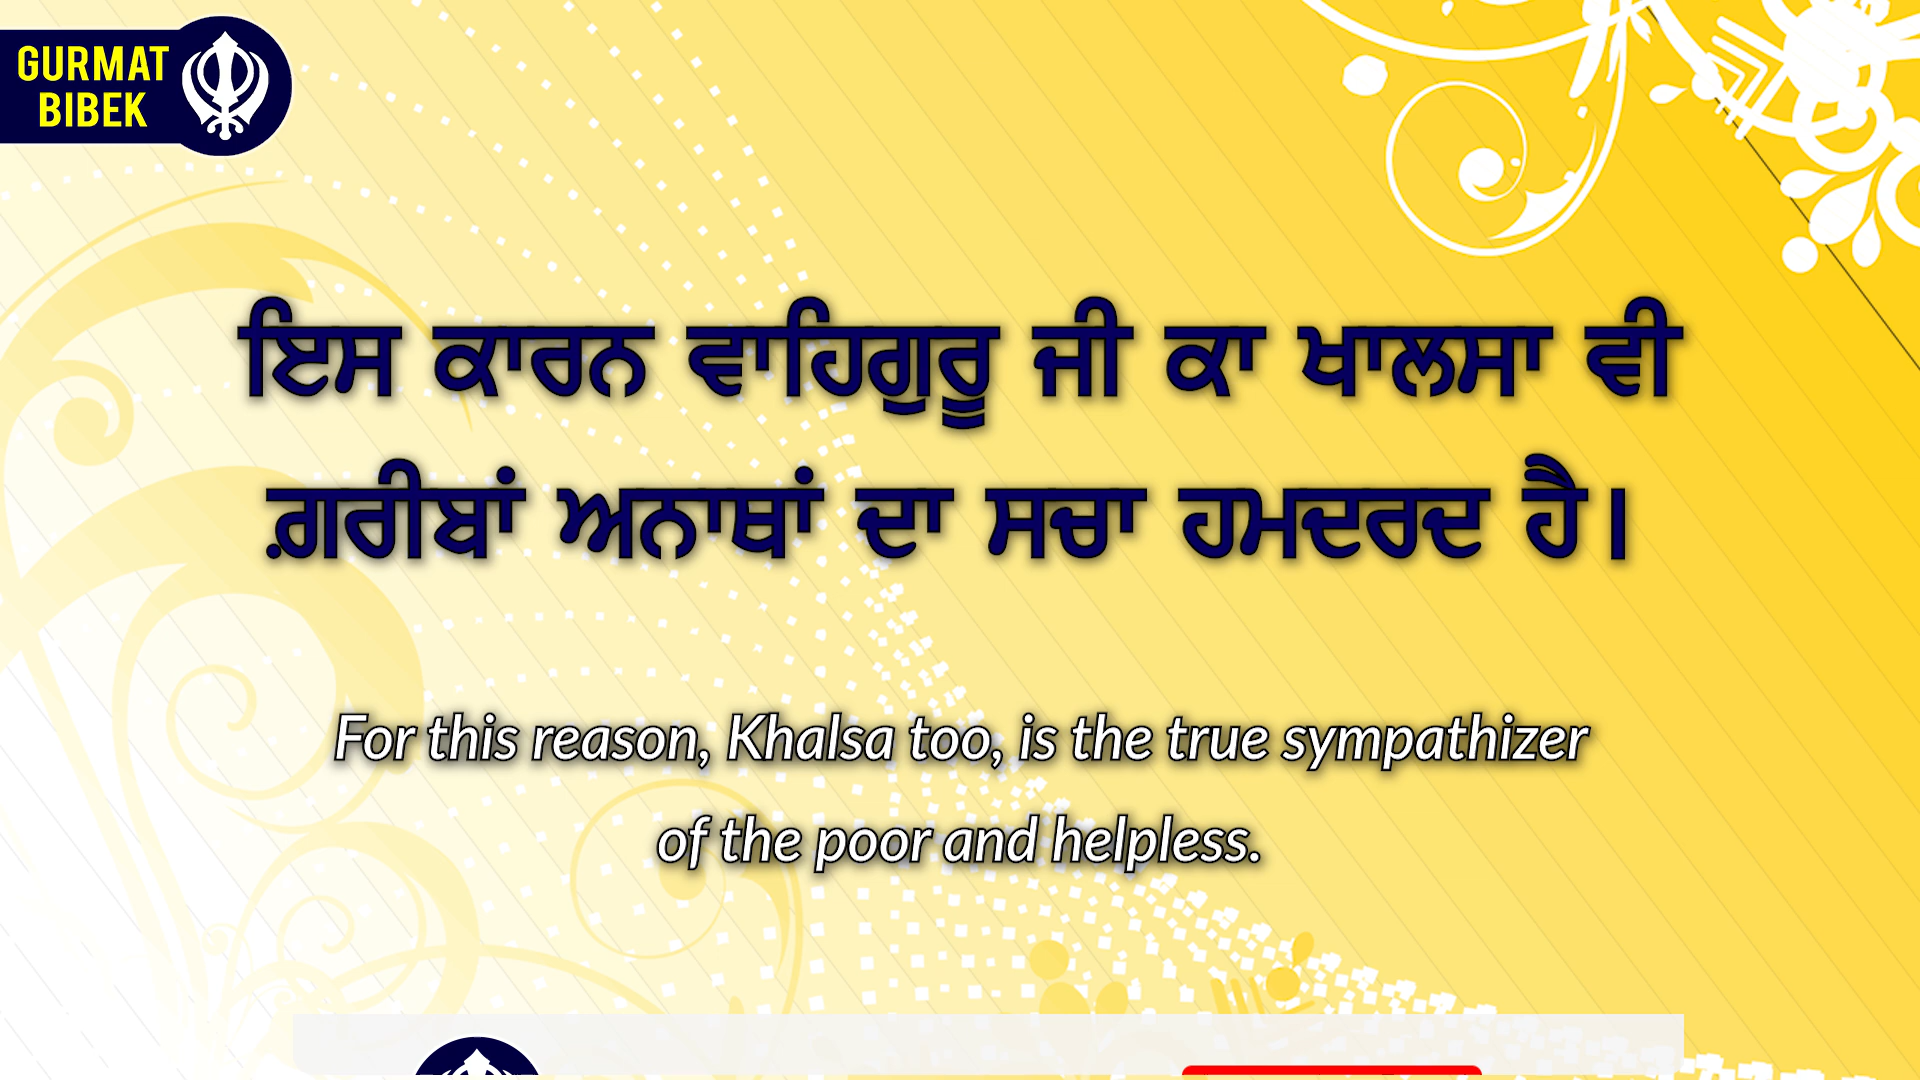 GURMAT
BIBEK
ਇਸ ਕਾਰਨ ਵਾਹਿਗੁਰੂ ਜੀ ਕਾ ਖਾਲਸਾ ਵੀ
ਗ਼ਰੀਬਾਂ ਅਨਾਥਾਂ ਦਾ ਸਚਾ ਹਮਦਰਦ ਹੈ।
For this reason, Khalsa too, is the true sympathizer
of the poor and helpless.